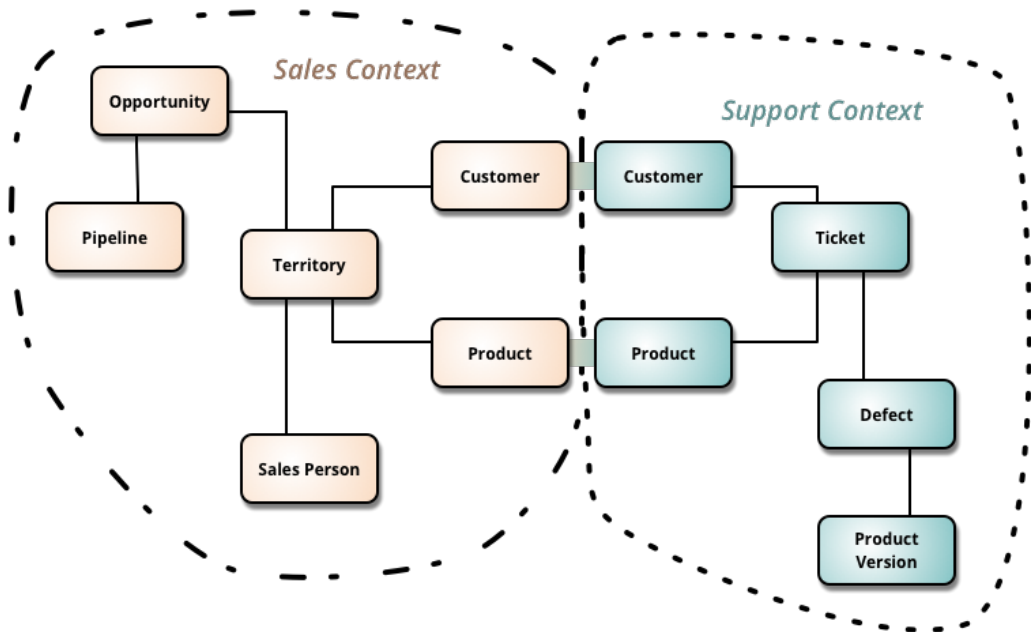 Sales Context
Opportunity
Pipeline
Territory
Customer
Product
Sales Person
Support Context
Customer
Ticket
Product
Defect
Product
Version